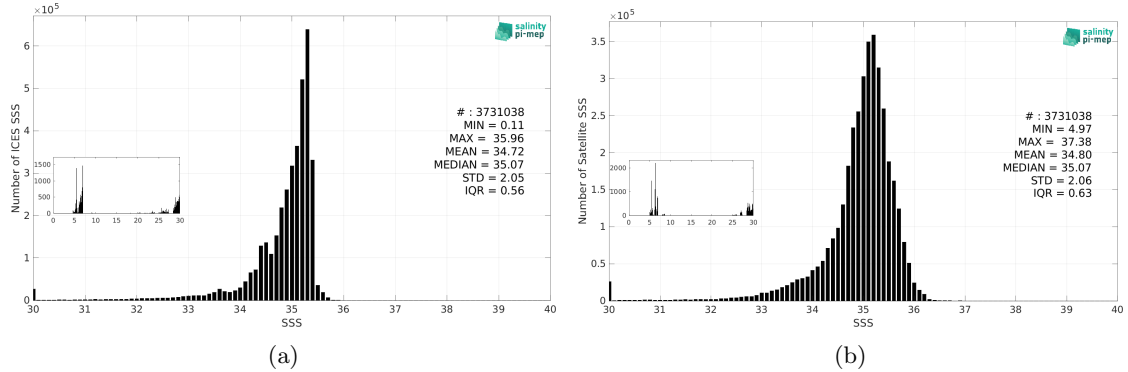 ×10^5
salinity
pi-mep
6
5
4
3
2
1
0
Number of ICES SSS
# : 3731038
MIN = 0.11
MAX = 35.96
MEAN = 34.72
MEDIAN = 35.07
STD = 2.05
IQR = 0.56
1500
1000
500
0
0 5 10 15 20 25 30
30 31 32 33 34 35 36 37 38 39 40
SSS
(a)
×10^5
salinity
pi-mep
3.5
3
2.5
2
1.5
1
0.5
0
Number of Satellite SSS
# : 3731038
MIN = 4.97
MAX = 37.38
MEAN = 34.80
MEDIAN = 35.07
STD = 2.06
IQR = 0.63
2000
1000
0
0 5 10 15 20 25 30
30 31 32 33 34 35 36 37 38 39 40
SSS
(b)